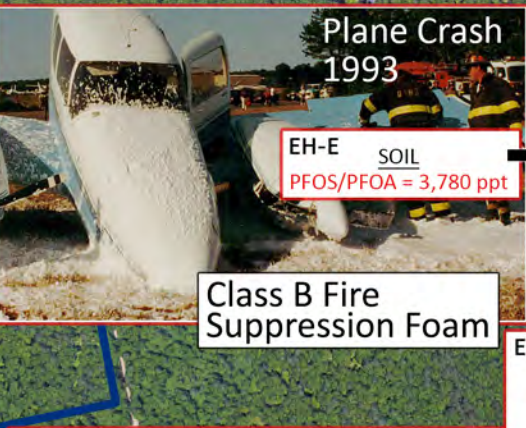 Plane Crash
1993
EH-E
SOIL
PFOS/PFOA = 3,780 ppt
Class B Fire
Suppression Foam
E